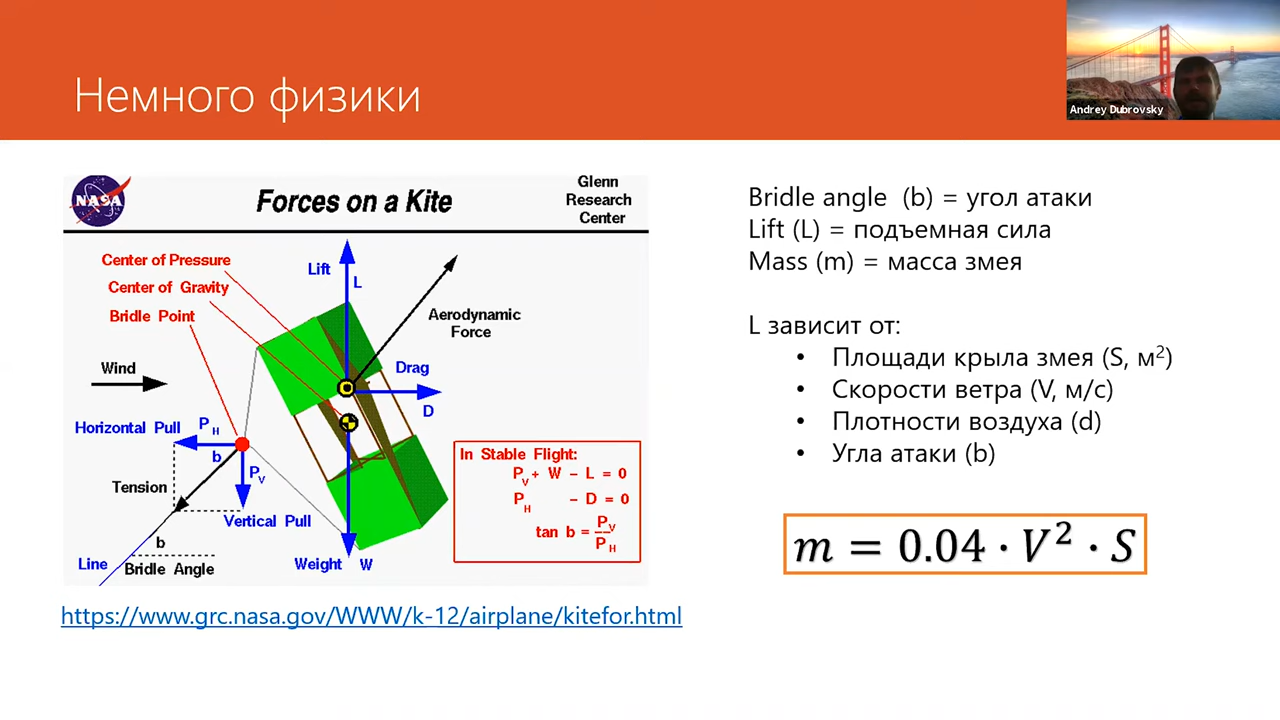 Немного физики
Andrey Dubrovsky
NASA
Forces on a Kite
Glenn
Research
Center
Center of Pressure
Center of Gravity
Bridle Point
Lift
L
Aerodynamic
Force
Wind
Drag
D
Horizontal Pull
P H
b
P V
Tension
Vertical Pull
b
Line
Bridle Angle
Weight
W
In Stable Flight:
P V + W - L = 0
P H - D = 0
tan b = P V / P H
https://www.grc.nasa.gov/WWW/k-12/airplane/kitefor.html
Bridle angle (b) = угол атаки
Lift (L) = подъемная сила
Mass (m) = масса змея
L зависит от:
• Площади крыла змея (S, м²)
• Скорости ветра (V, м/с)
• Плотности воздуха (d)
• Угла атаки (b)
m = 0.04 · V² · S